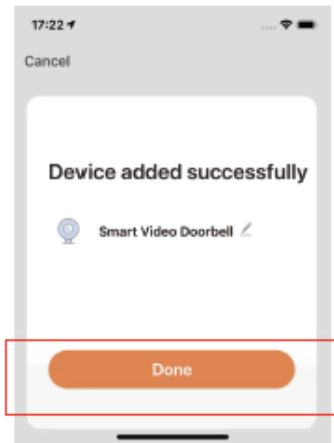 17:22
Cancel
Device added successfully
Smart Video Doorbell
Done